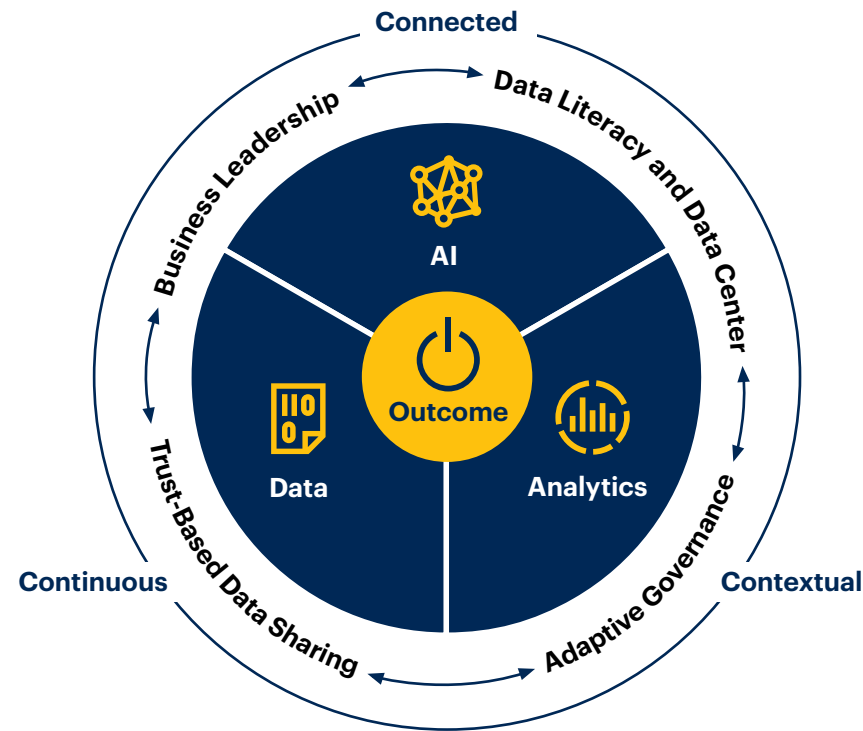 Connected
Business Leadership
Data Literacy and Data Center
AI
Outcome
Data
Analytics
Trust-Based Data Sharing
Adaptive Governance
Continuous
Contextual